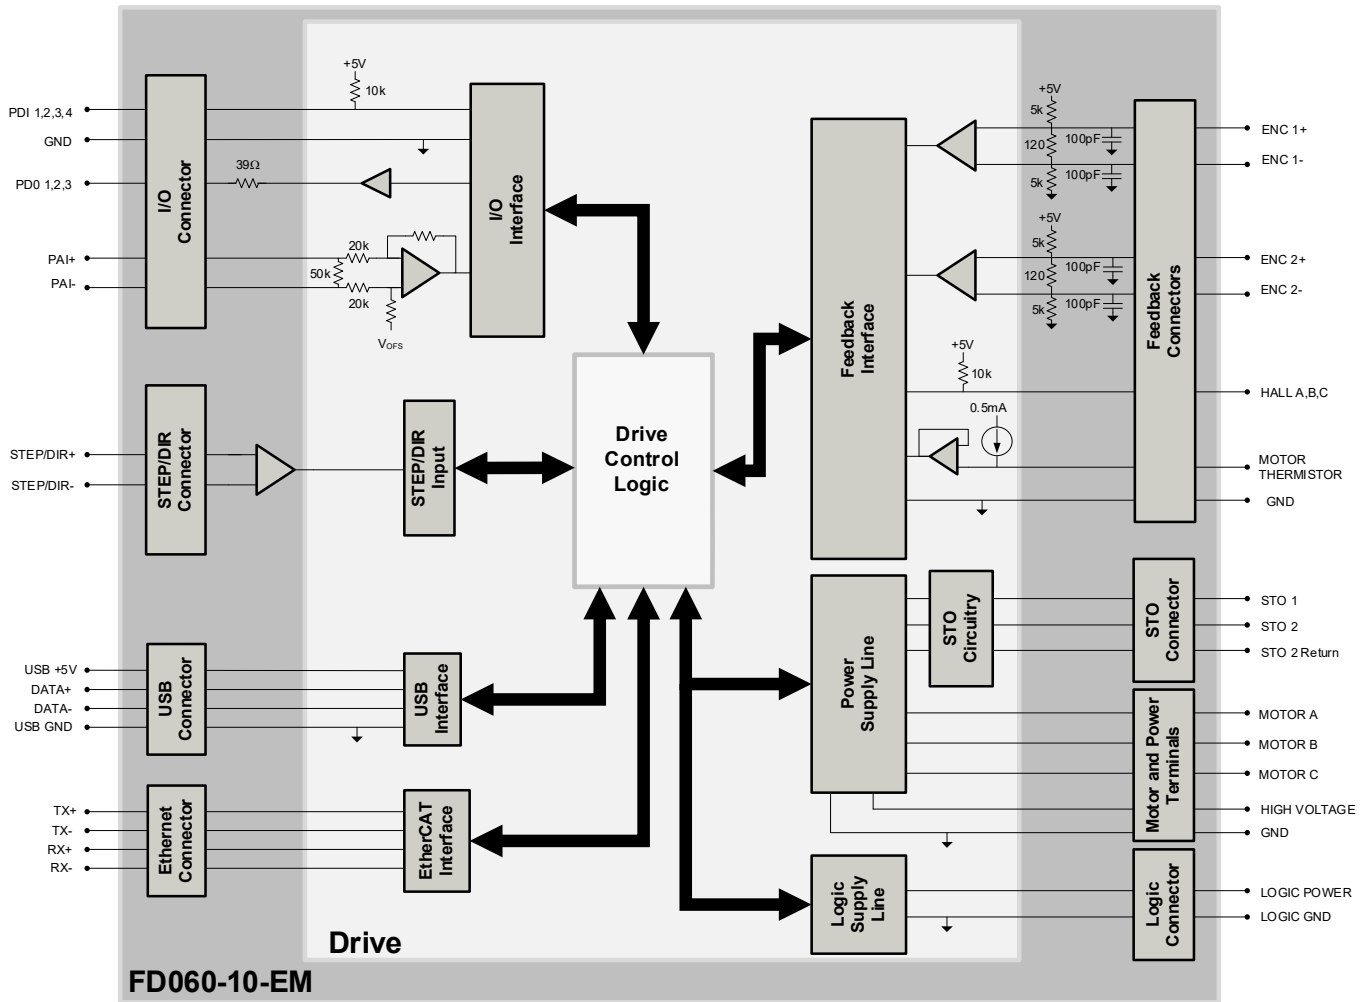 PDI 1,2,3,4
GND
PD0 1,2,3
PAI+
PAI-
I/O
Connector
+5V
10k
39Ω
20k
50k
20k
VOFS
I/O
Interface
STEP/DIR+
STEP/DIR-
STEP/DIR
Connector
STEP/DIR
Input
USB +5V
DATA+
DATA-
USB GND
USB
Connector
USB
Interface
TX+
TX-
RX+
RX-
Ethernet
Connector
EtherCAT
Interface
Drive
Control
Logic
Feedback
Interface
+5V
5k
120
5k
100pF
100pF
+5V
5k
120
5k
100pF
100pF
+5V
10k
0.5mA
Feedback
Connectors
ENC 1+
ENC 1-
ENC 2+
ENC 2-
HALL A,B,C
MOTOR
THERMISTOR
GND
Power
Supply Line
STO
Circuitry
STO
Connector
STO 1
STO 2
STO 2 Return
Motor and Power
Terminals
MOTOR A
MOTOR B
MOTOR C
HIGH VOLTAGE
GND
Logic
Supply
Line
Logic
Connector
LOGIC POWER
LOGIC GND
Drive
FD060-10-EM